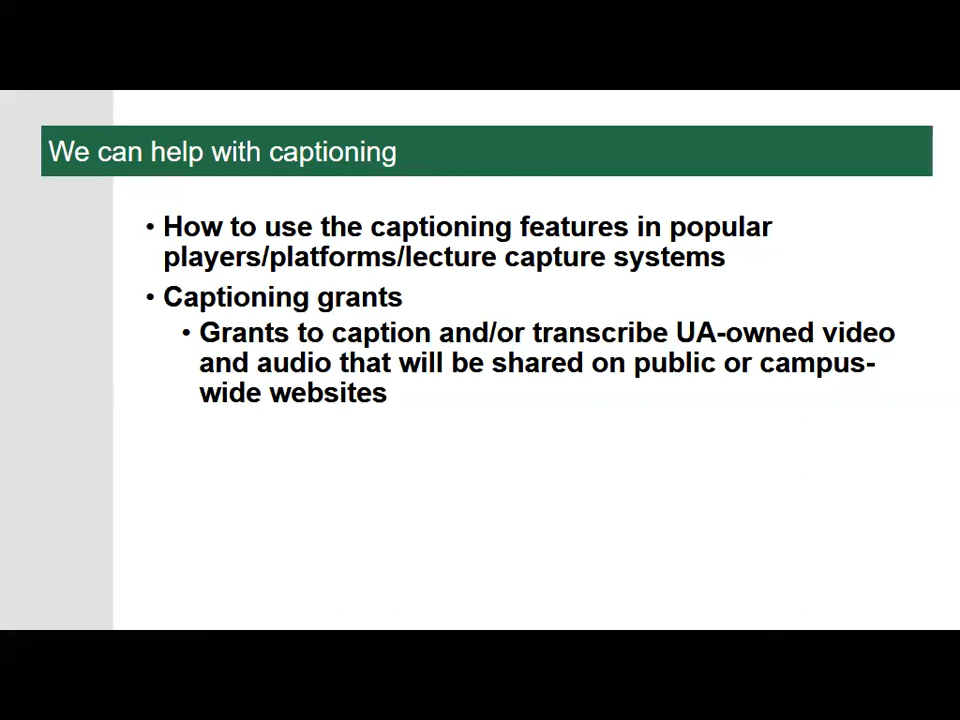 We can help with captioning
• How to use the captioning features in popular
players/platforms/lecture capture systems
• Captioning grants
• Grants to caption and/or transcribe UA-owned video
and audio that will be shared on public or campus-
wide websites